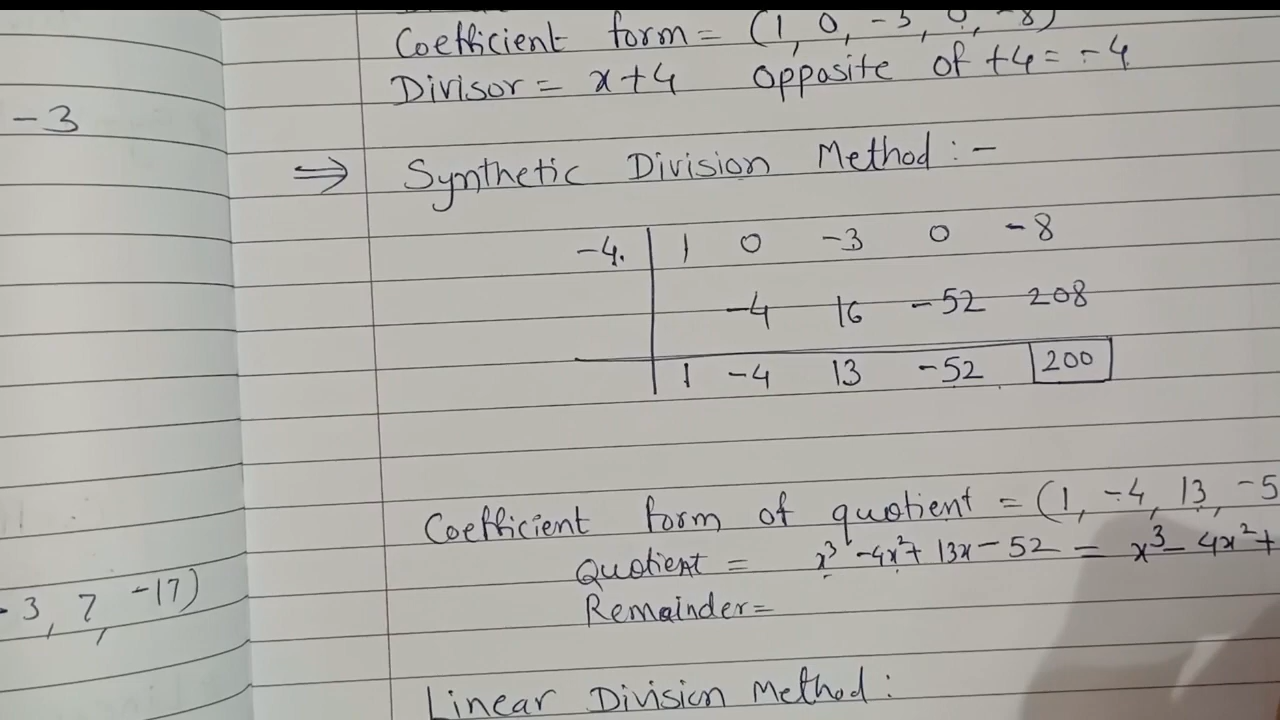 Coefficient form = (1, 0, -3, 0, -8)
Divisor = x+4 opposite of +4 = -4
-3
⇒ Synthetic Division Method :-
-4. 1 0 -3 0 -8
-4 16 -52 208
1 -4 13 -52 200
Coefficient form of quotient = (1, -4, 13, -5
Quotient = x³ -4x²+ 13x - 52 = x³- 4x²+
-3, 7, -17)
Remainder =
Linear Division Method :